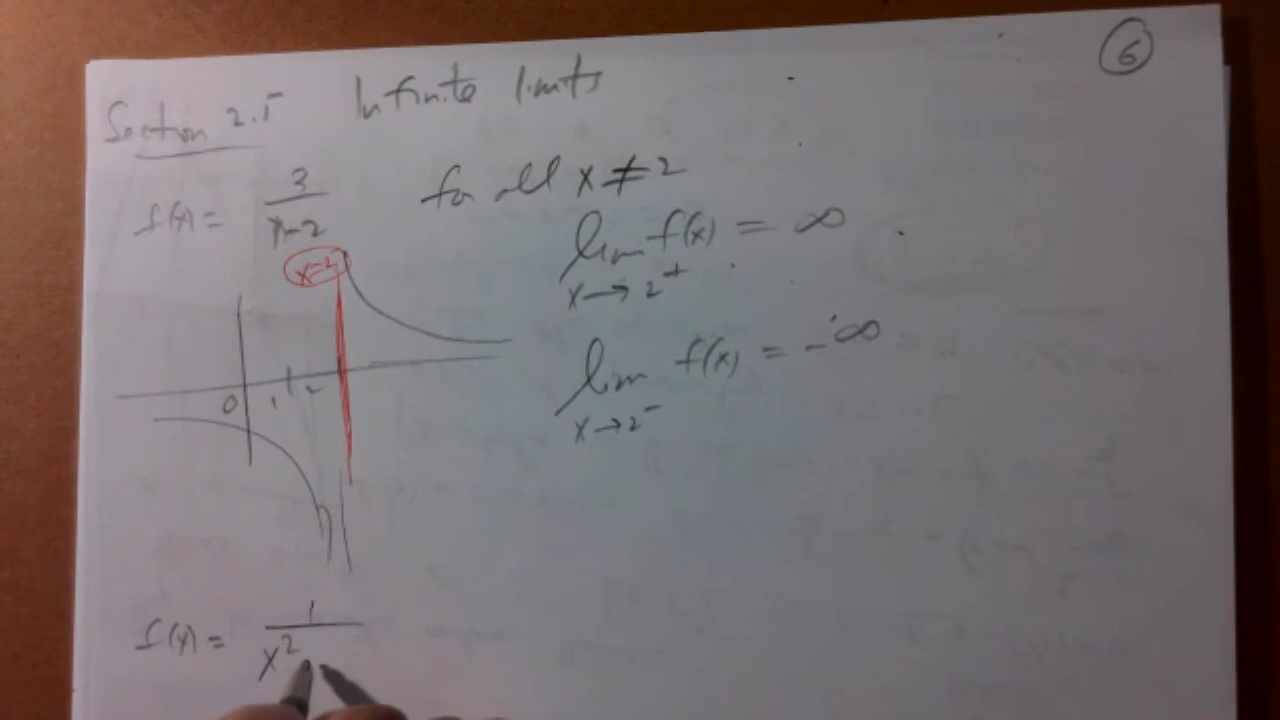 6
Section 2.5 Infinite limits
f(x) = 3/(x-2) for all x ≠ 2
lim f(x) = ∞
x→2⁺
x=2
lim f(x) = -∞
x→2⁻
0 1 2
f(x) = 1/x²